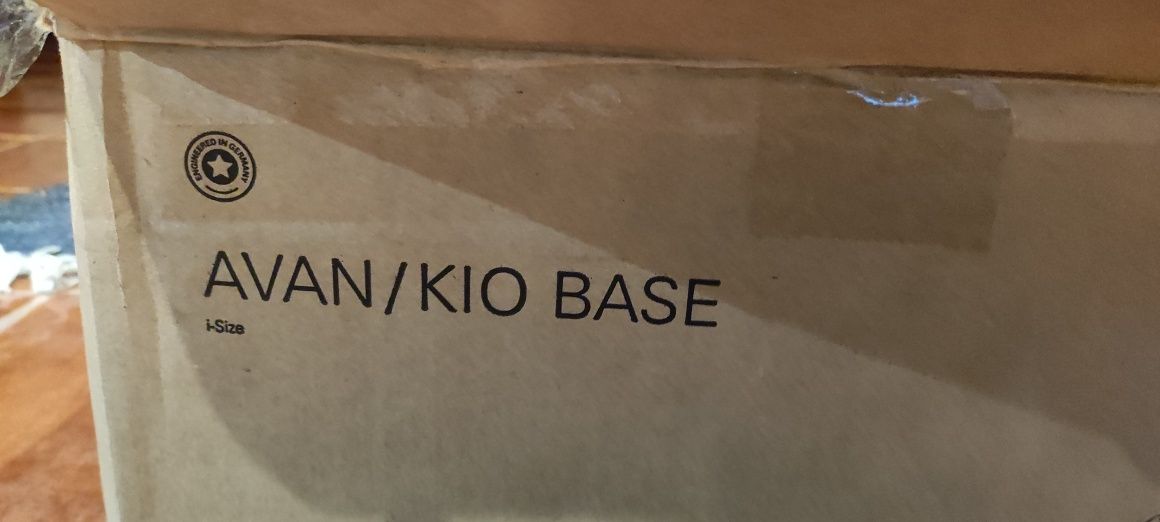 ENGINEERED IN GERMANY
AVAN/KIO BASE
i-Size